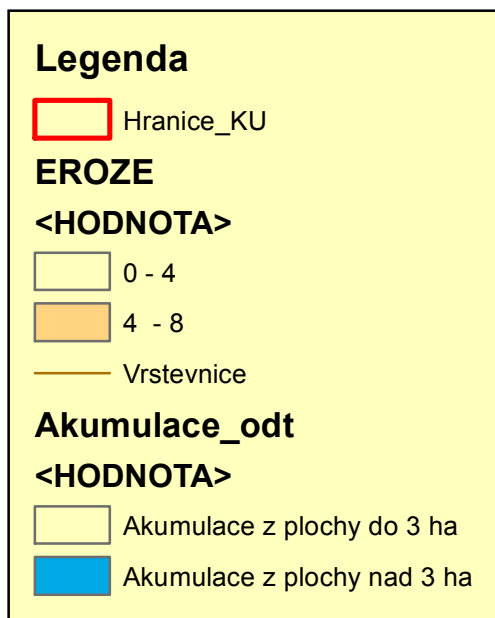 Legenda
Hranice_KU
EROZE
<HODNOTA>
0 - 4
4  - 8
Vrstevnice
Akumulace_odt
<HODNOTA>
Akumulace z plochy do 3 ha
Akumulace z plochy nad 3 ha